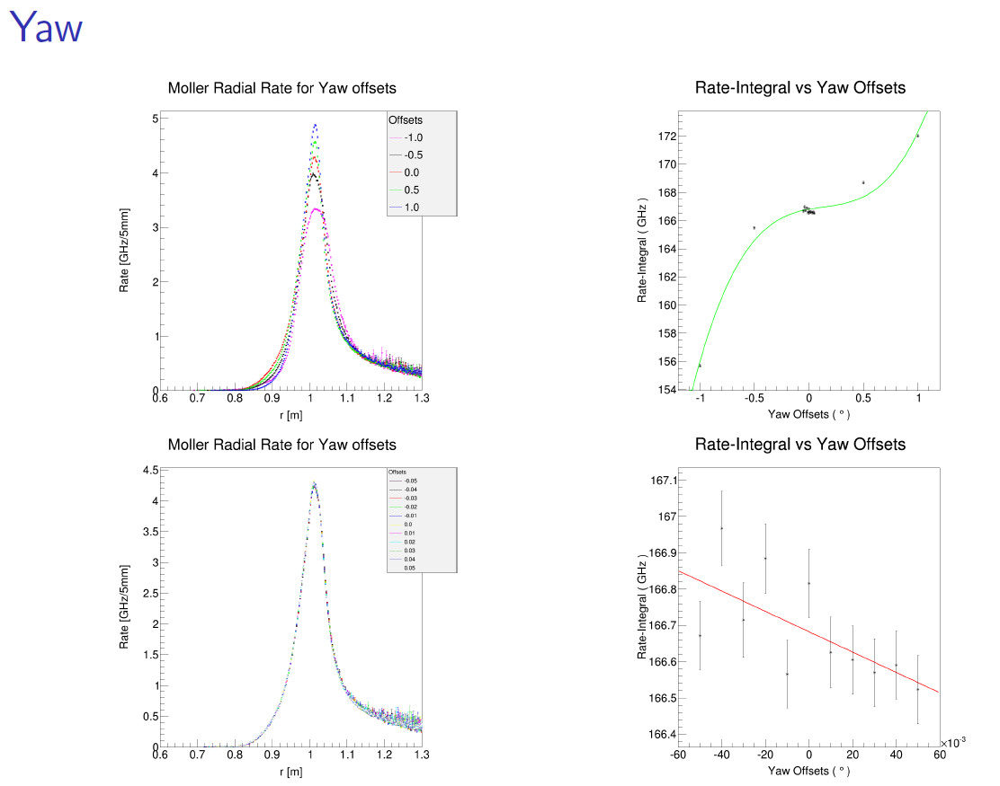 Yaw
Moller Radial Rate for Yaw offsets
Rate [GHz/5mm]
5
4
3
2
1
0
0.6 0.7 0.8 0.9 1 1.1 1.2 1.3
r [m]
Offsets
-1.0
-0.5
0.0
0.5
1.0
Rate-Integral vs Yaw Offsets
Rate-Integral ( GHz )
172
170
168
166
164
162
160
158
156
154
-1 -0.5 0 0.5 1
Yaw Offsets ( ° )
Moller Radial Rate for Yaw offsets
Rate [GHz/5mm]
4.5
4
3.5
3
2.5
2
1.5
1
0.5
0
0.6 0.7 0.8 0.9 1 1.1 1.2 1.3
r [m]
Offsets
-0.05
-0.04
-0.03
-0.02
-0.01
0.0
0.01
0.02
0.03
0.04
0.05
Rate-Integral vs Yaw Offsets
Rate-Integral ( GHz )
167.1
167
166.9
166.8
166.7
166.6
166.5
166.4
-60 -40 -20 0 20 40 60
×10⁻³
Yaw Offsets ( ° )